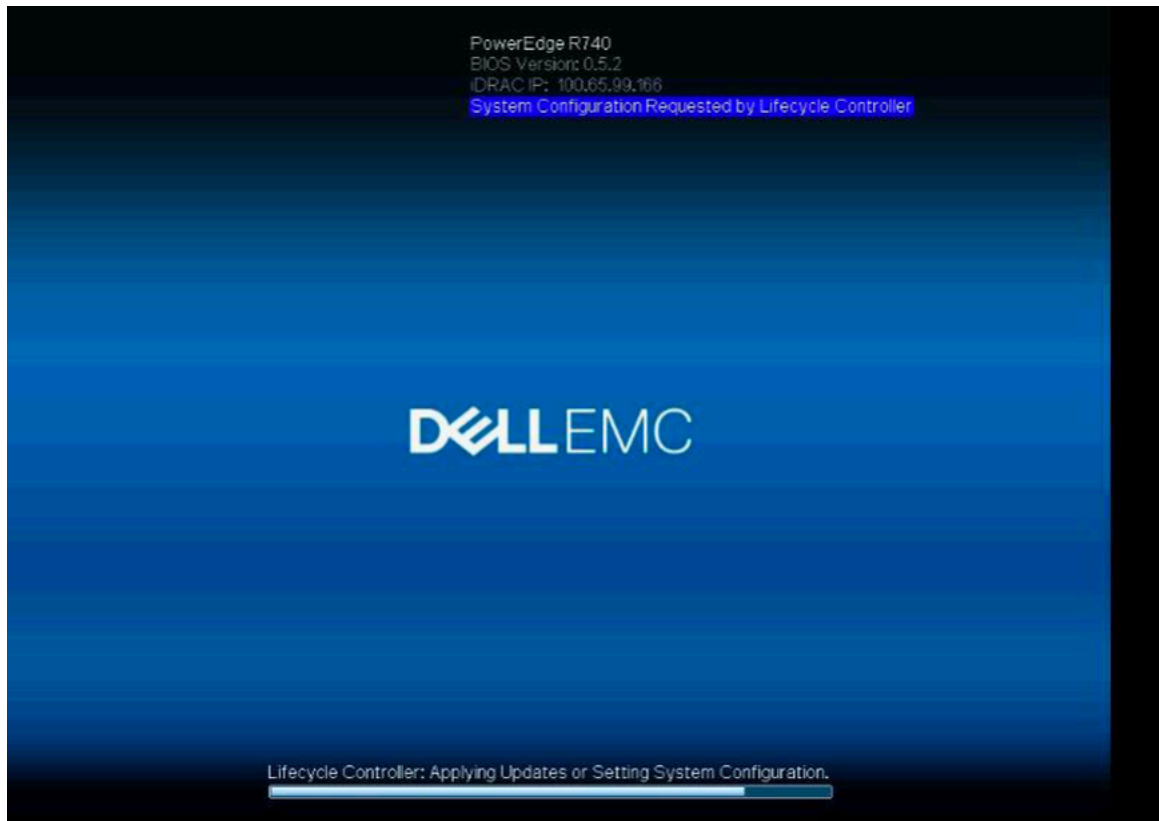 PowerEdge R740
BIOS Version: 0.5.2
iDRAC IP: 100.65.99.166
System Configuration Requested by Lifecycle Controller
DELLEMC
Lifecycle Controller: Applying Updates or Setting System Configuration.